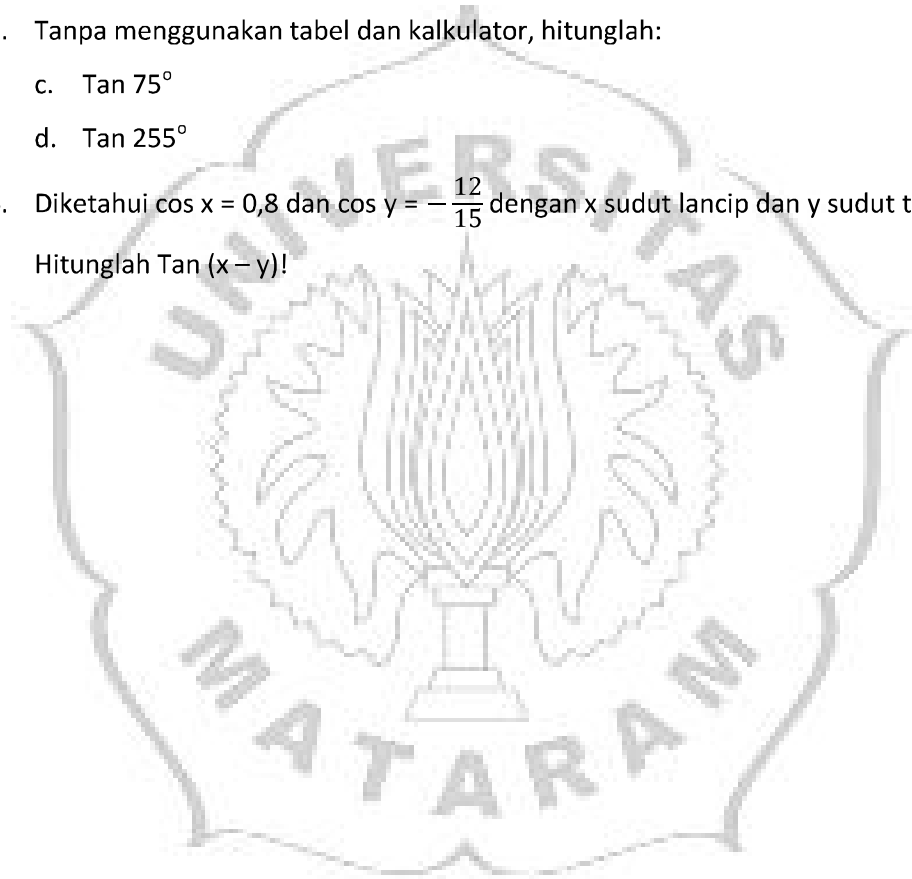 . Tanpa menggunakan tabel dan kalkulator, hitunglah:
c. Tan 75°
d. Tan 255°
. Diketahui cos x = 0,8 dan cos y = −12/15 dengan x sudut lancip dan y sudut t
Hitunglah Tan (x – y)!
UNIVERSITAS
MATARAM